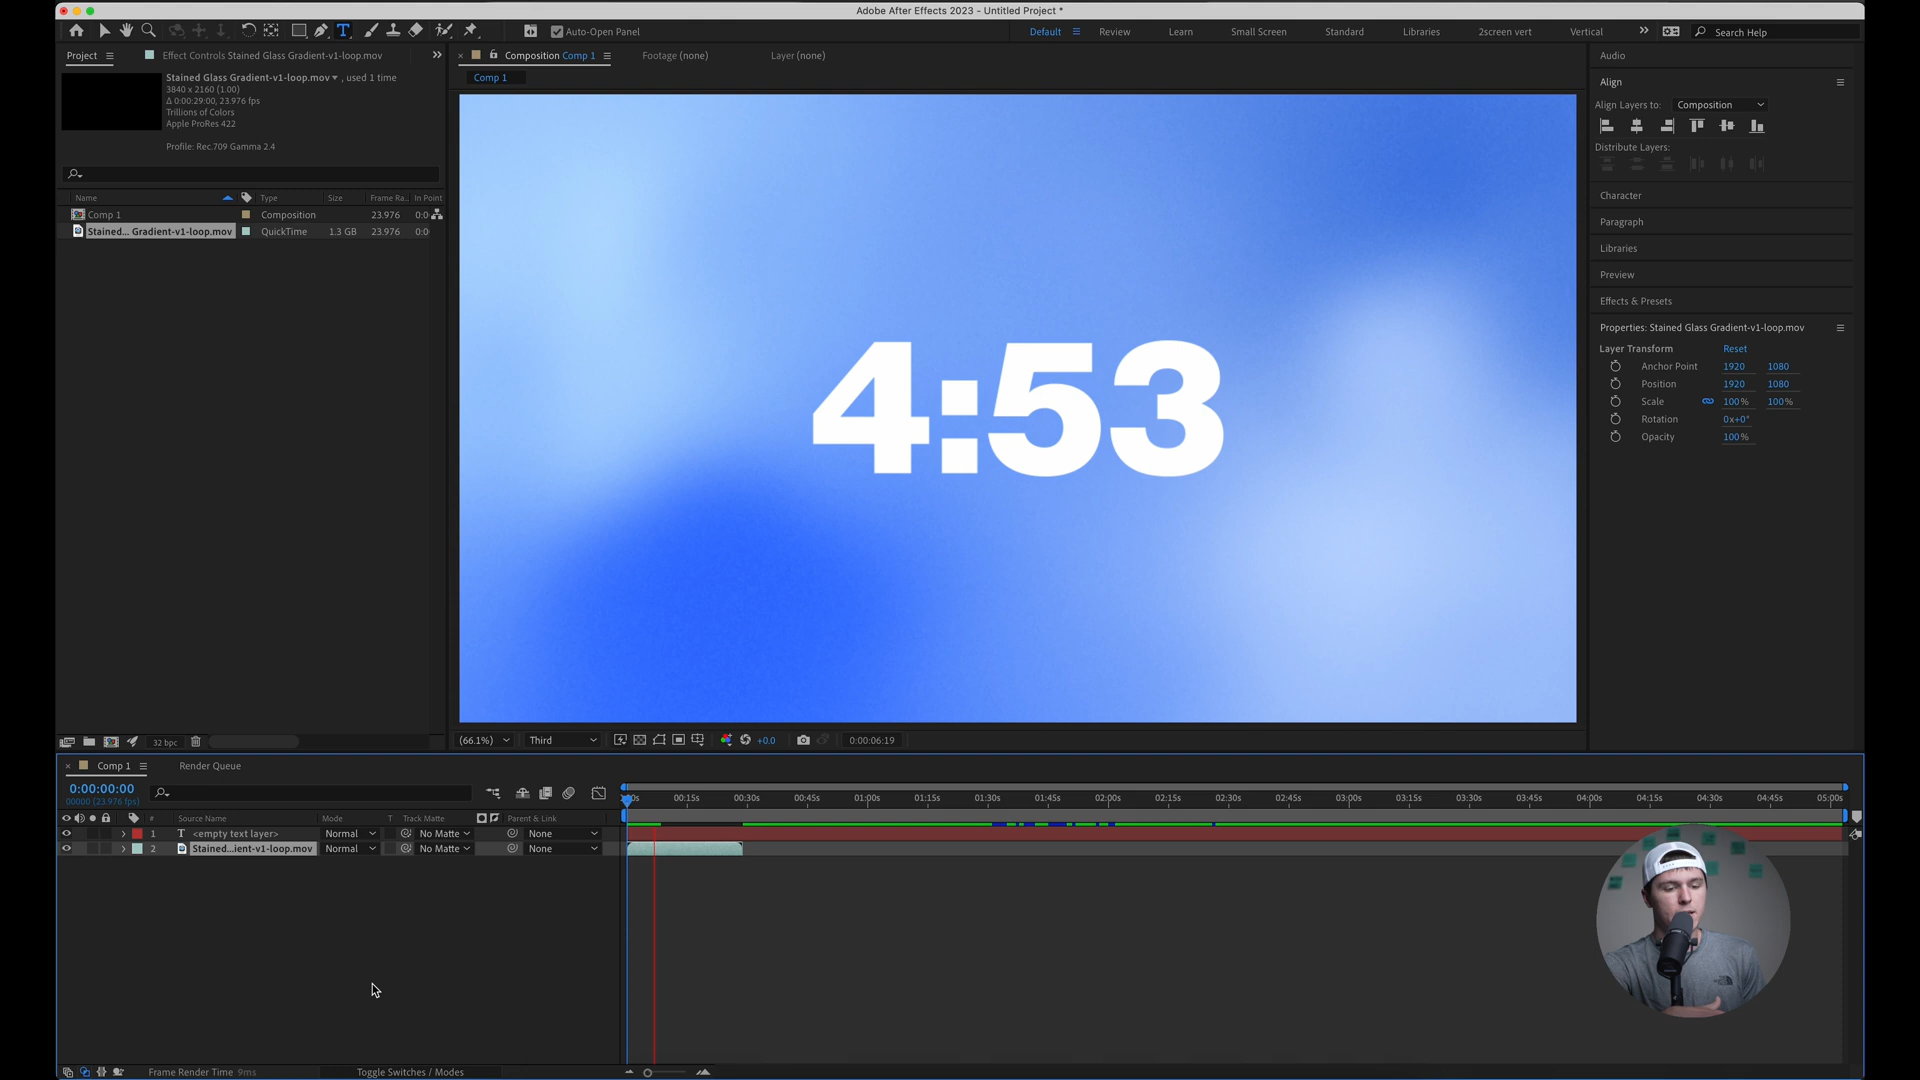 Adobe After Effects 2023 - Untitled Project *
Auto-Open Panel
Default
Review
Learn
Small Screen
Standard
Libraries
2screen vert
Vertical
Search Help
Project
Effect Controls Stained Glass Gradient-v1-loop.mov
Composition Comp 1
Footage (none)
Layer (none)
Comp 1
Stained Glass Gradient-v1-loop.mov , used 1 time
3840 x 2160 (1.00)
Δ 0:00:29:00, 23.976 fps
Trillions of Colors
Apple ProRes 422
Profile: Rec.709 Gamma 2.4
Name Type Size Frame Ra... In Point
Comp 1 Composition 23.976 0:0
Stained... Gradient-v1-loop.mov QuickTime 1.3 GB 23.976 0:0
4:53
Audio
Align
Align Layers to: Composition
Distribute Layers:
Character
Paragraph
Libraries
Preview
Effects & Presets
Properties: Stained Glass Gradient-v1-loop.mov
Layer Transform Reset
Anchor Point 1920 1080
Position 1920 1080
Scale 100% 100%
Rotation 0x+0°
Opacity 100%
32 bpc
(66.1%) Third +0.0 0:00:06:19
Comp 1 Render Queue
0:00:00:00
00000 (23.976 fps)
00:15s 00:30s 00:45s 01:00s 01:15s 01:30s 01:45s 02:00s 02:15s 02:30s 02:45s 03:00s 03:15s 03:30s 03:45s 04:00s 04:15s 04:30s 04:45s 05:00s
# Source Name Mode T Track Matte Parent & Link
1 T <empty text layer> Normal No Matte None
2 Stained...ient-v1-loop.mov Normal No Matte None
Frame Render Time 9ms Toggle Switches / Modes